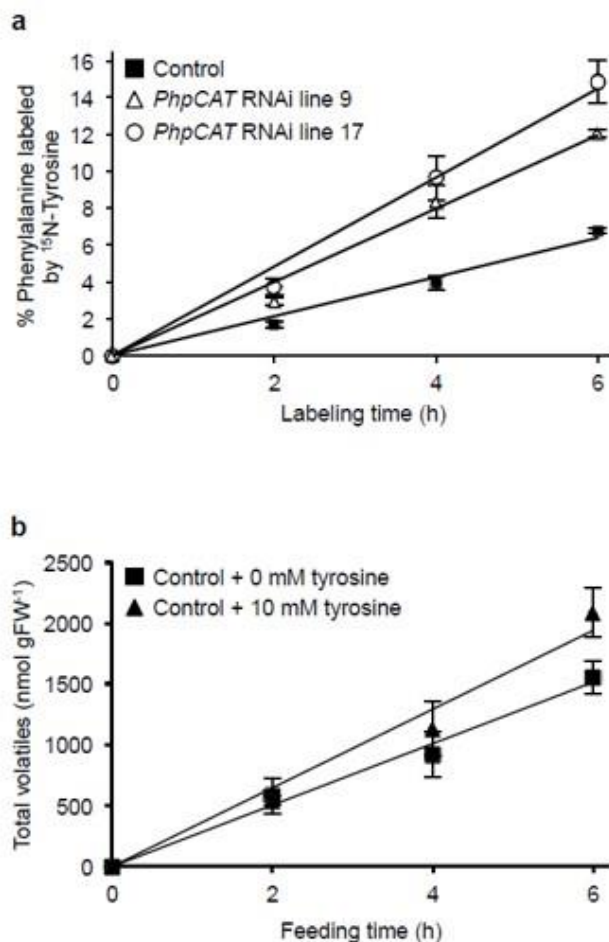 a
16
14
12
10
8
6
4
2
0
% Phenylalanine labeled
by ¹⁵N-Tyrosine
Control
PhpCAT RNAi line 9
PhpCAT RNAi line 17
0 2 4 6
Labeling time (h)
b
2500
2000
1500
1000
500
0
Total volatiles (nmol gFW⁻¹)
Control + 0 mM tyrosine
Control + 10 mM tyrosine
0 2 4 6
Feeding time (h)